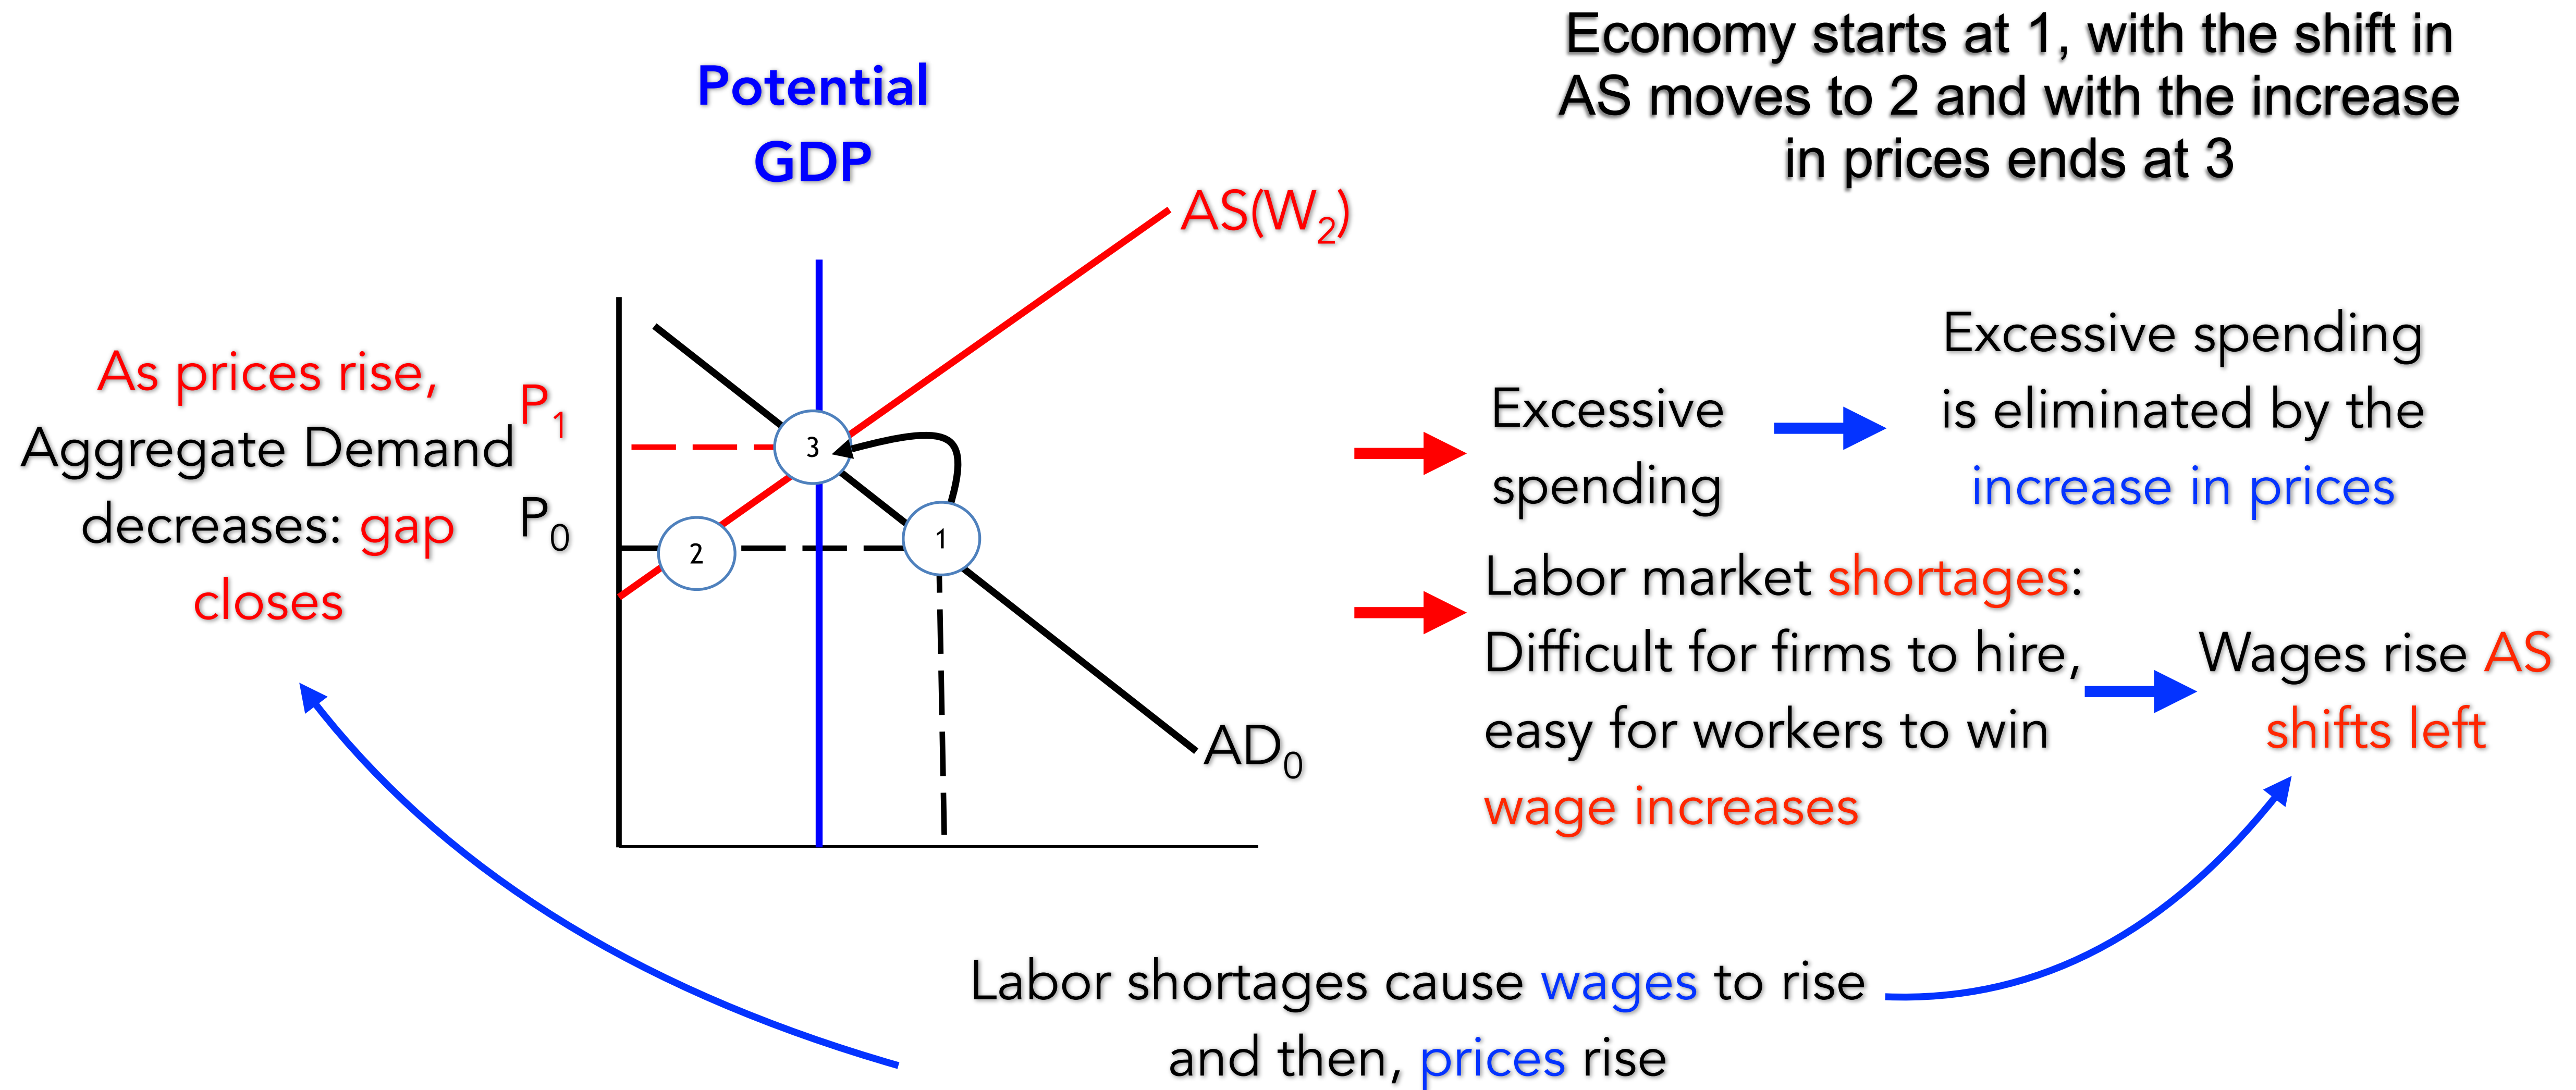 Economy starts at 1, with the shift in
AS moves to 2 and with the increase
in prices ends at 3
Potential
GDP
AS(W₂)
As prices rise,
Aggregate Demand
decreases: gap
closes
P₁
P₀
3
2
1
AD₀
Excessive
spending
Excessive spending
is eliminated by the
increase in prices
Labor market shortages:
Difficult for firms to hire,
easy for workers to win
wage increases
Wages rise AS
shifts left
Labor shortages cause wages to rise
and then, prices rise